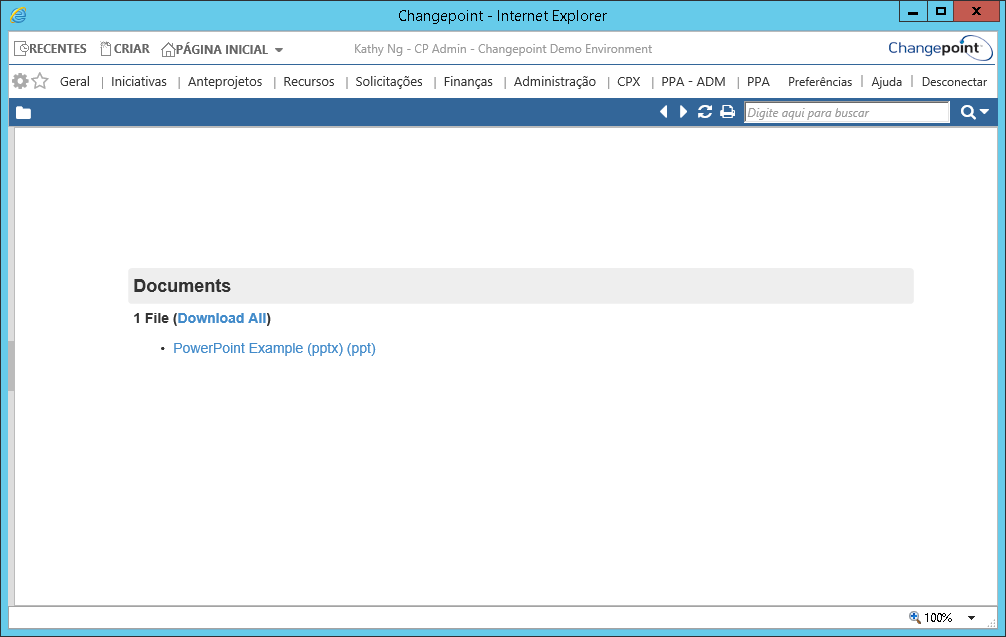 Changepoint - Internet Explorer
X
RECENTES CRIAR PÁGINA INICIAL Kathy Ng - CP Admin - Changepoint Demo Environment Changepoint
Geral | Iniciativas | Anteprojetos | Recursos | Solicitações | Finanças | Administração | CPX | PPA - ADM | PPA Preferências | Ajuda | Desconectar
Digite aqui para buscar
Documents
1 File (Download All)
• PowerPoint Example (pptx) (ppt)
100%